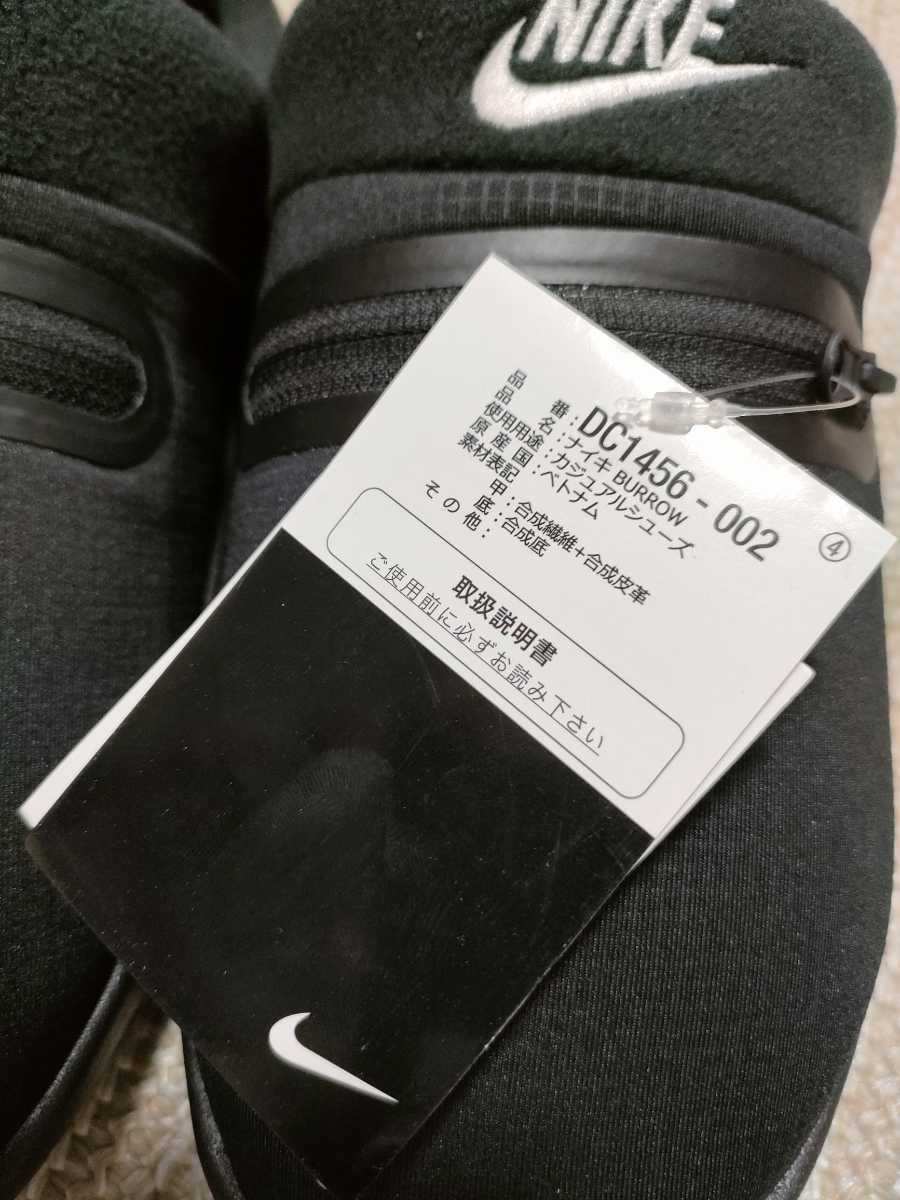 NIKE
品 番：DC1456-002
品 名：ナイキ BURROW
使用用途：カジュアルシューズ
原 産 国：ベトナム
素材表記
甲：合成繊維+合成皮革
底：合成底
その他：
④
取扱説明書
ご使用前に必ずお読み下さい